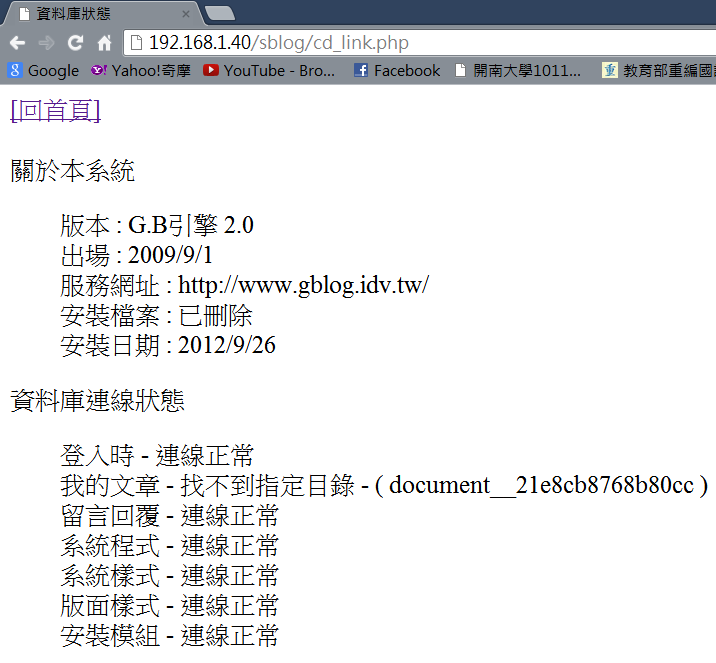 資料庫狀態
192.168.1.40/sblog/cd_link.php
Google Yahoo!奇摩 YouTube - Bro... Facebook 開南大學1011... 重 教育部重編國
[回首頁]
關於本系統
版本 : G.B引擎 2.0
出場 : 2009/9/1
服務網址 : http://www.gblog.idv.tw/
安裝檔案 : 已刪除
安裝日期 : 2012/9/26
資料庫連線狀態
登入時 - 連線正常
我的文章 - 找不到指定目錄 - ( document__21e8cb8768b80cc )
留言回覆 - 連線正常
系統程式 - 連線正常
系統樣式 - 連線正常
版面樣式 - 連線正常
安裝模組 - 連線正常